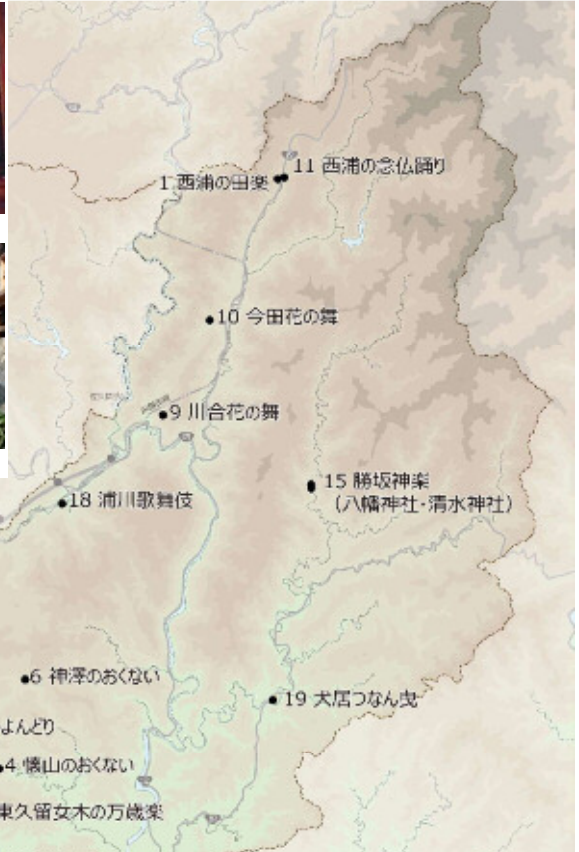 11 西浦の念仏踊り
1 西浦の田楽
10 今田花の舞
9 川合花の舞
15 勝坂神楽
(八幡神社・清水神社)
18 浦川歌舞伎
6 神澤のおくない
19 犬居つなん曳
よんどり
4 懐山のおくない
東久留女木の万歳楽